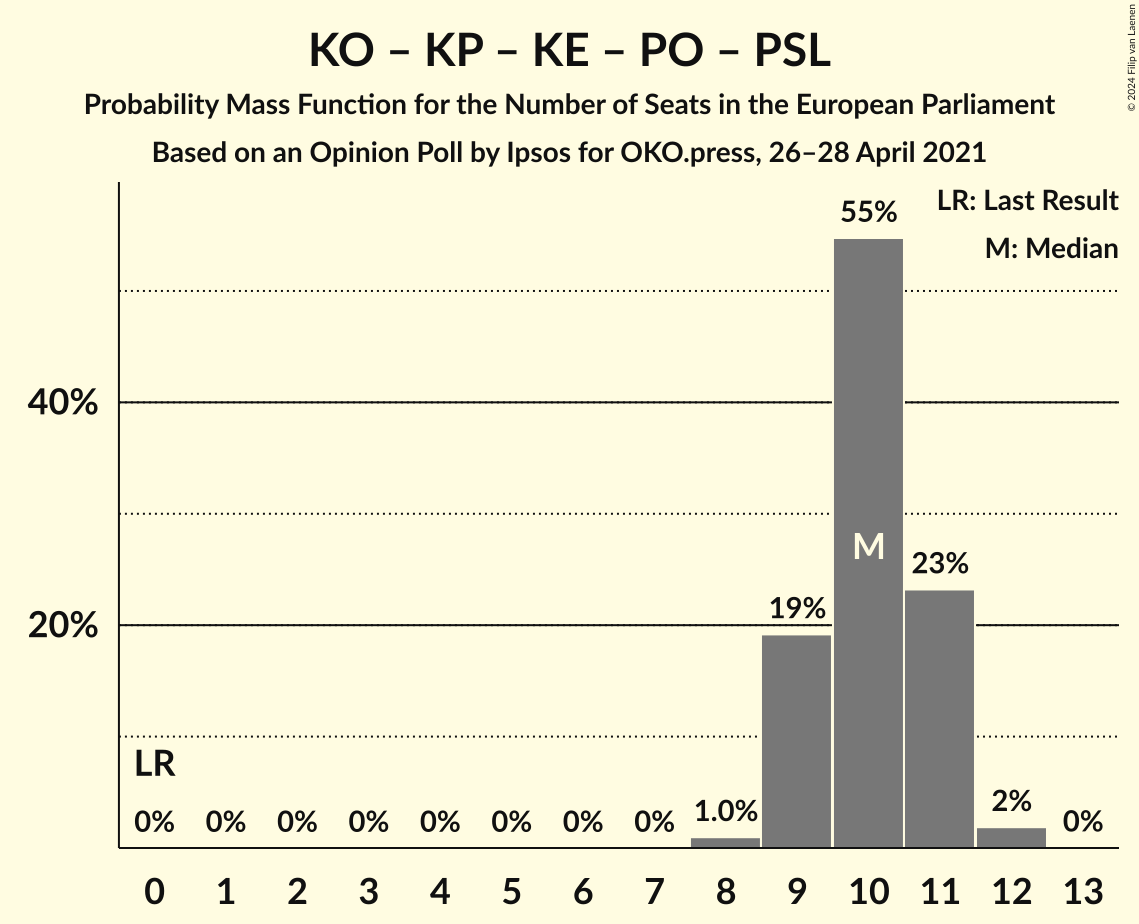 KO – KP – KE – PO – PSL
Probability Mass Function for the Number of Seats in the European Parliament
Based on an Opinion Poll by Ipsos for OKO.press, 26–28 April 2021
© 2024 Filip van Laenen
LR: Last Result
M: Median
55%
40%
M
23%
19%
20%
LR
0% 0% 0% 0% 0% 0% 0% 0% 1.0% 2% 0%
0 1 2 3 4 5 6 7 8 9 10 11 12 13